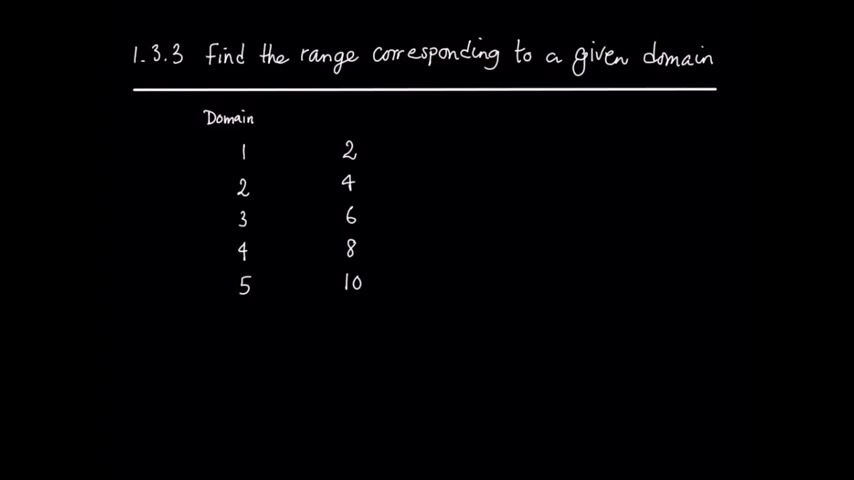 1.3.3 Find the range corresponding to a given domain
Domain
1 2
2 4
3 6
4 8
5 10